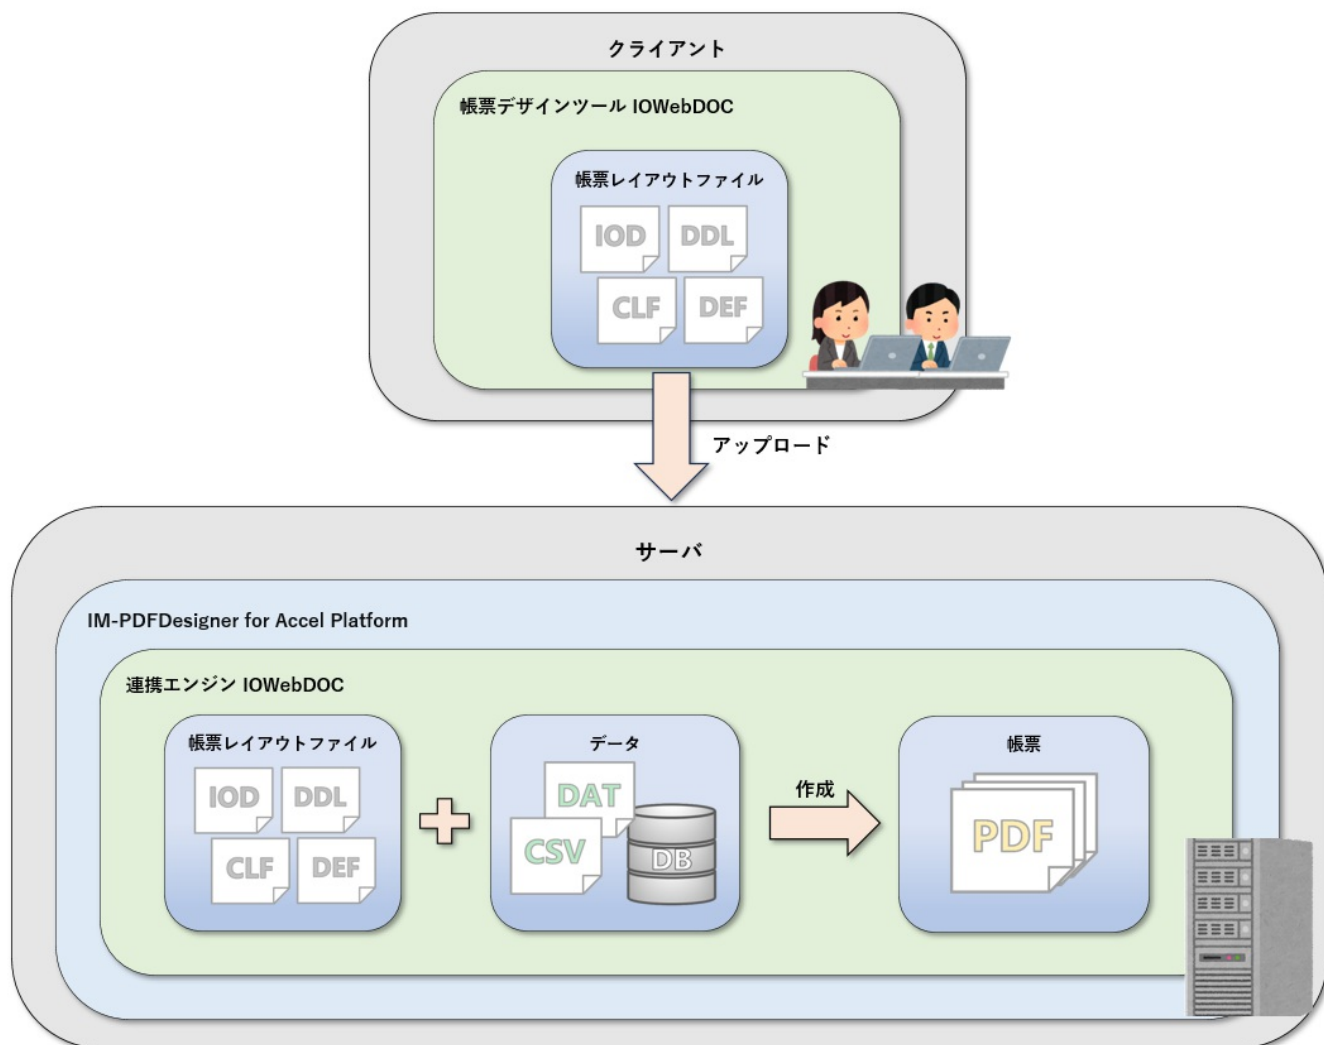 クライアント
帳票デザインツール IOWebDOC
帳票レイアウトファイル
IOD
DDL
CLF
DEF
アップロード
サーバ
IM-PDFDesigner for Accel Platform
連携エンジン IOWebDOC
帳票レイアウトファイル
IOD
DDL
CLF
DEF
データ
DAT
CSV
DB
作成
帳票
PDF